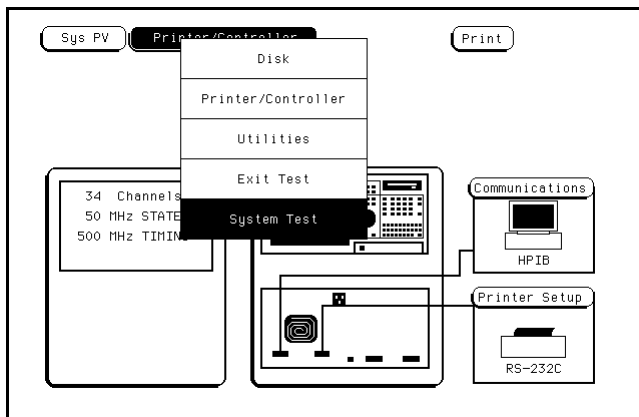 Sys PV
Printer/Controller
Print
Disk
Printer/Controller
Utilities
Exit Test
System Test
34 Channels
50 MHz STATE
500 MHz TIMING
Communications
HPIB
Printer Setup
RS-232C